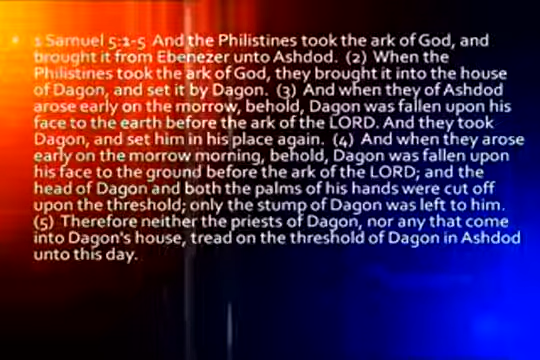 1 Samuel 5:1-5 And the Philistines took the ark of God, and
brought it from Ebenezer unto Ashdod. (2) When the
Philistines took the ark of God, they brought it into the house
of Dagon, and set it by Dagon. (3) And when they of Ashdod
arose early on the morrow, behold, Dagon was fallen upon his
face to the earth before the ark of the LORD. And they took
Dagon, and set him in his place again. (4) And when they arose
early on the morrow morning, behold, Dagon was fallen upon
his face to the ground before the ark of the LORD; and the
head of Dagon and both the palms of his hands were cut off
upon the threshold; only the stump of Dagon was left to him.
(5) Therefore neither the priests of Dagon, nor any that come
into Dagon's house, tread on the threshold of Dagon in Ashdod
unto this day.